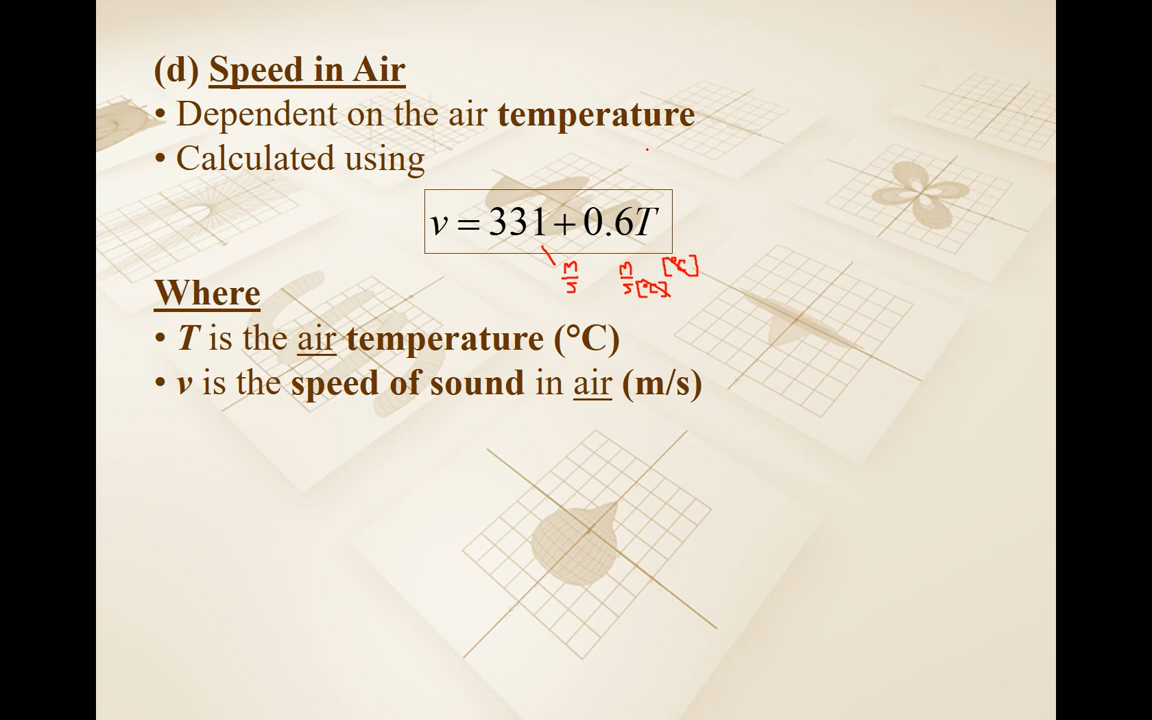 (d) Speed in Air
• Dependent on the air temperature
• Calculated using
v = 331 + 0.6T
m/s m/s[°C] [°C]
Where
• T is the air temperature (°C)
• v is the speed of sound in air (m/s)